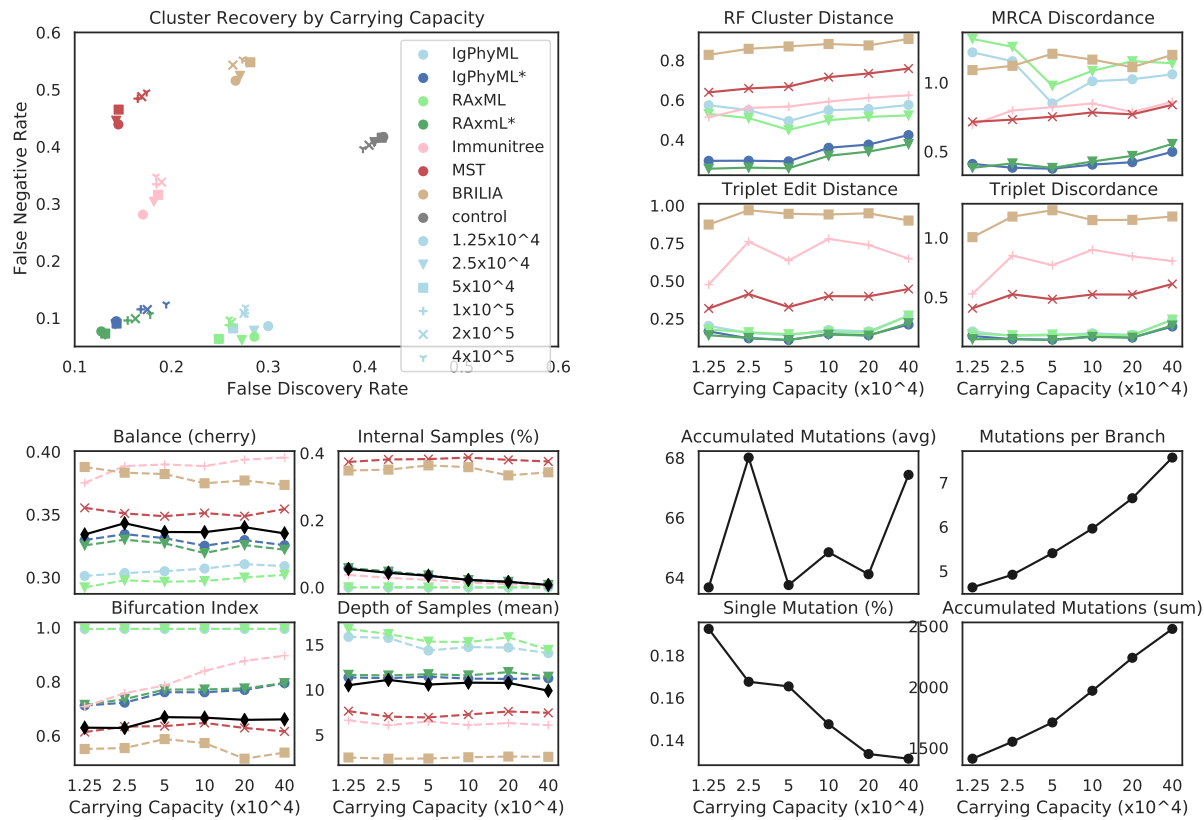 Cluster Recovery by Carrying Capacity
0.6
0.5
0.4
0.3
0.2
0.1
False Negative Rate
IgPhyML
IgPhyML*
RAxML
RAxmL*
Immunitree
MST
BRILIA
control
1.25x10^4
2.5x10^4
5x10^4
1x10^5
2x10^5
4x10^5
0.1 0.2 0.3 0.4 0.5 0.6
False Discovery Rate
RF Cluster Distance
0.8
0.6
0.4
MRCA Discordance
1.0
0.5
Triplet Edit Distance
1.00
0.75
0.50
0.25
1.25 2.5 5 10 20 40
Carrying Capacity (x10^4)
Triplet Discordance
1.0
0.5
1.25 2.5 5 10 20 40
Carrying Capacity (x10^4)
Balance (cherry)
0.40
0.35
0.30
Internal Samples (%)
0.4
0.2
0.0
Bifurcation Index
1.0
0.8
0.6
1.25 2.5 5 10 20 40
Carrying Capacity (x10^4)
Depth of Samples (mean)
15
10
5
1.25 2.5 5 10 20 40
Carrying Capacity (x10^4)
Accumulated Mutations (avg)
68
66
64
Mutations per Branch
7
6
5
Single Mutation (%)
0.18
0.16
0.14
1.25 2.5 5 10 20 40
Carrying Capacity (x10^4)
Accumulated Mutations (sum)
2500
2000
1500
1.25 2.5 5 10 20 40
Carrying Capacity (x10^4)